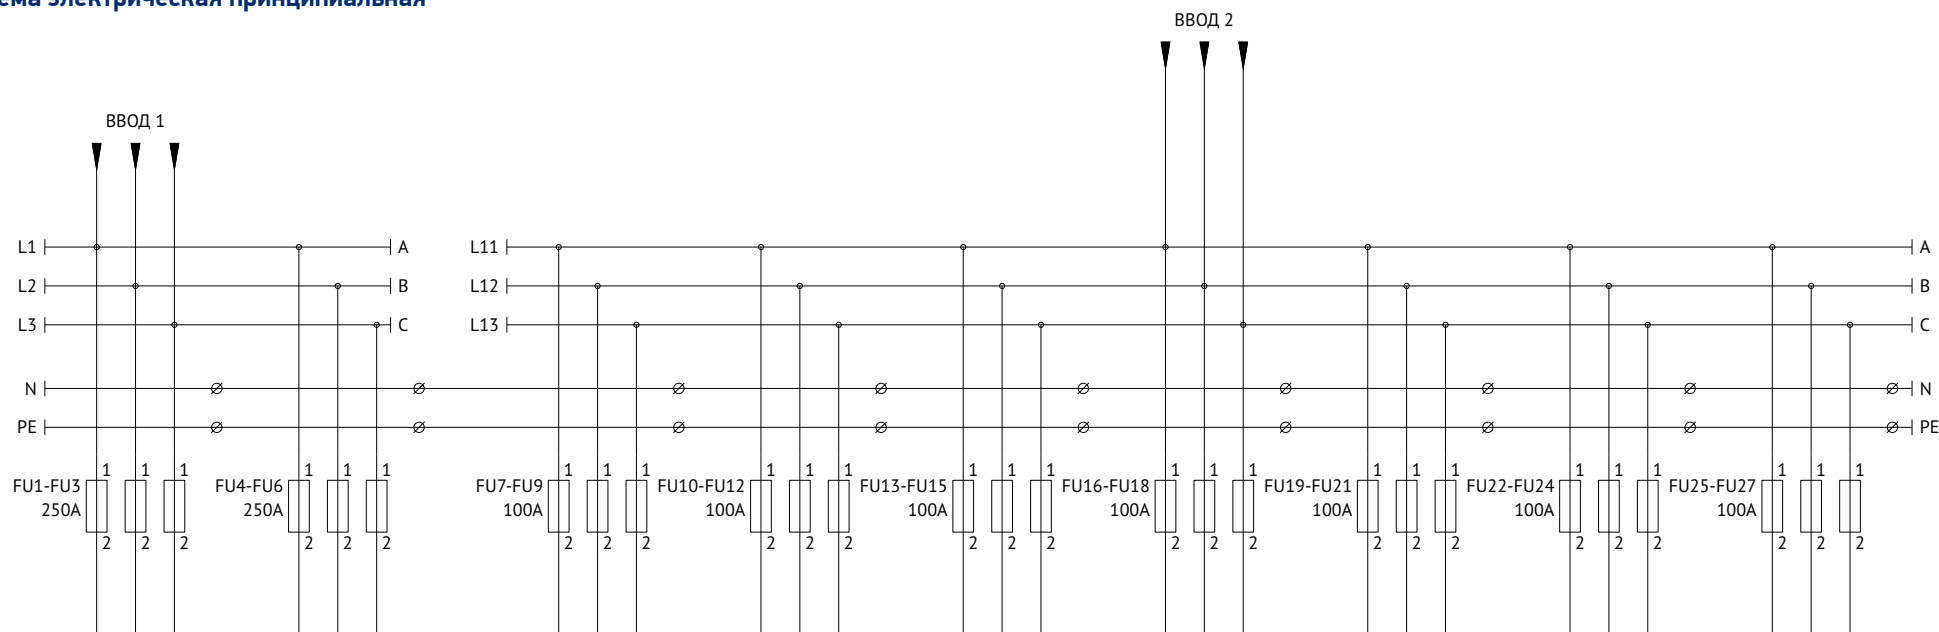 электрическая принципиальная
ВВОД 2
ВВОД 1
L1 A L11 A
L2 B L12 B
L3 C L13 C
N N
PE PE
1 1 1 1 1 1 1 1 1 1 1 1 1 1 1 1 1 1 1 1 1 1 1 1 1 1 1
FU1-FU3 FU4-FU6 FU7-FU9 FU10-FU12 FU13-FU15 FU16-FU18 FU19-FU21 FU22-FU24 FU25-FU27
250A 250A 100A 100A 100A 100A 100A 100A 100A
2 2 2 2 2 2 2 2 2 2 2 2 2 2 2 2 2 2 2 2 2 2 2 2 2 2 2